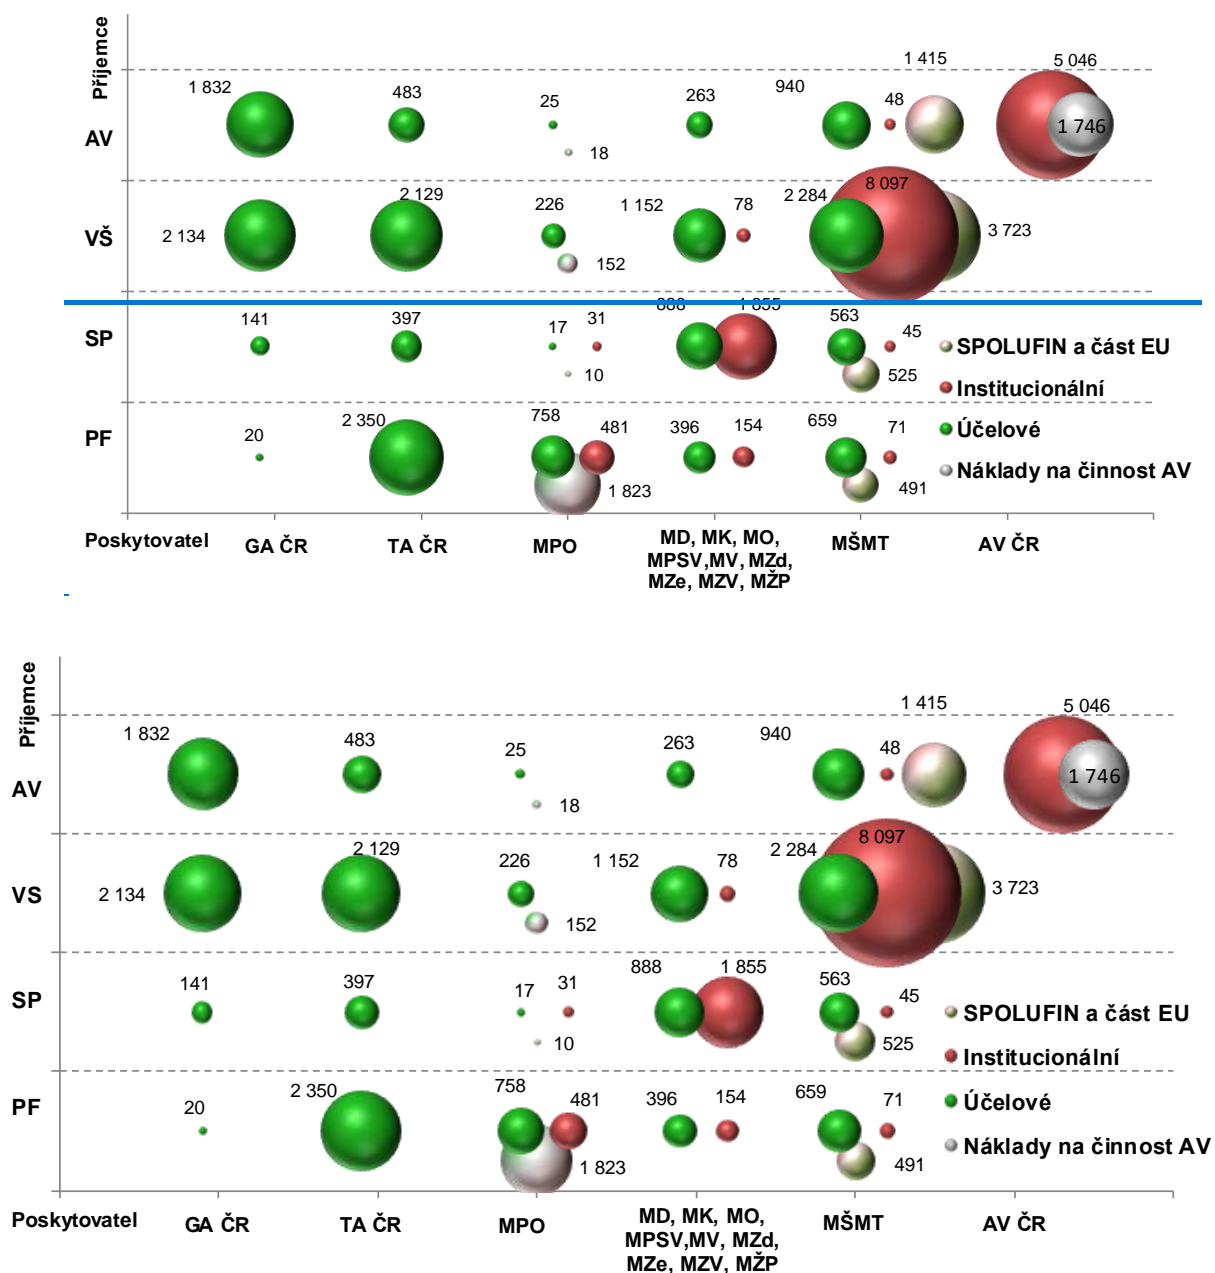 Příjemce
1 415
5 046
1 832
483
25
263
940
48
AV
1 746
18
2 129
226
1 152
78
2 284
8 097
VŠ
2 134
3 723
152
888
1 855
141
397
17
31
563
45
SP
SPOLUFIN a část EU
10
525
Institucionální
2 350
758
481
396
154
659
71
Účelové
PF
20
Náklady na činnost AV
1 823
491
Poskytovatel
GA ČR
TA ČR
MPO
MD, MK, MO,
MPSV,MV, MZd,
MZe, MZV, MŽP
MŠMT
AV ČR
Příjemce
1 415
5 046
1 832
483
25
263
940
48
AV
1 746
18
2 129
226
1 152
78
2 284
8 097
VS
2 134
3 723
152
888
1 855
141
397
17
31
563
45
SP
SPOLUFIN a část EU
10
525
Institucionální
2 350
758
481
396
154
659
71
Účelové
PF
20
Náklady na činnost AV
1 823
491
Poskytovatel
GA ČR
TA ČR
MPO
MD, MK, MO,
MPSV,MV, MZd,
MZe, MZV, MŽP
MŠMT
AV ČR